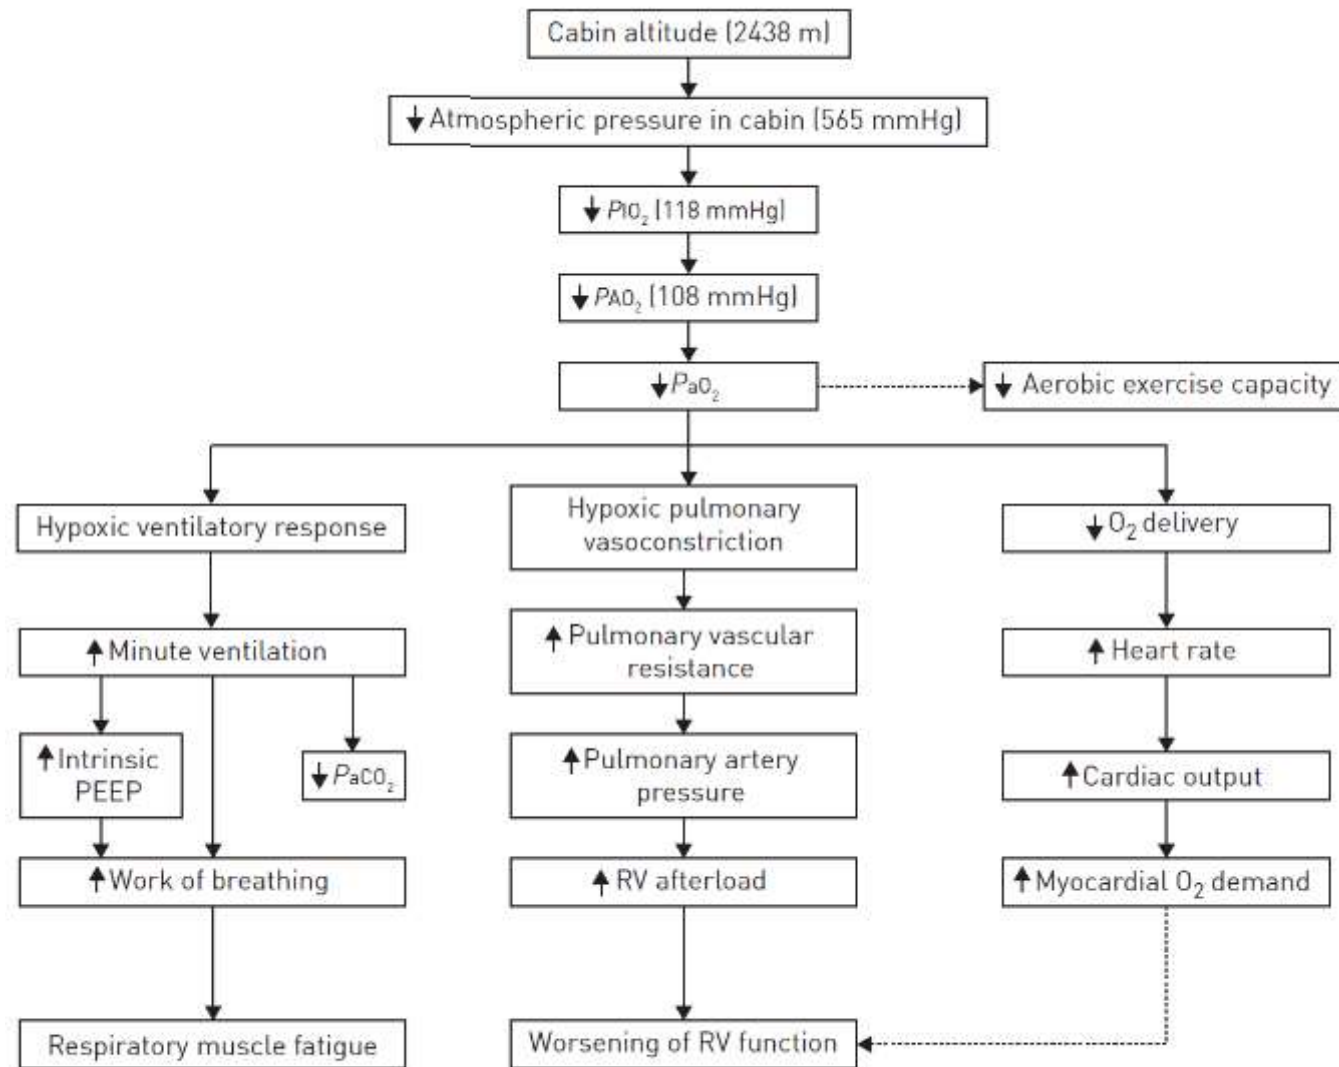 Cabin altitude (2438 m)
↓ Atmospheric pressure in cabin (565 mmHg)
↓ PIO₂ (118 mmHg)
↓ PAO₂ (108 mmHg)
↓ PaO₂
↓ Aerobic exercise capacity
Hypoxic ventilatory response
Hypoxic pulmonary
vasoconstriction
↓ O₂ delivery
↑ Minute ventilation
↑ Pulmonary vascular
resistance
↑ Heart rate
↑ Intrinsic
PEEP
↓ PaCO₂
↑ Pulmonary artery
pressure
↑ Cardiac output
↑ Work of breathing
↑ RV afterload
↑ Myocardial O₂ demand
Respiratory muscle fatigue
Worsening of RV function